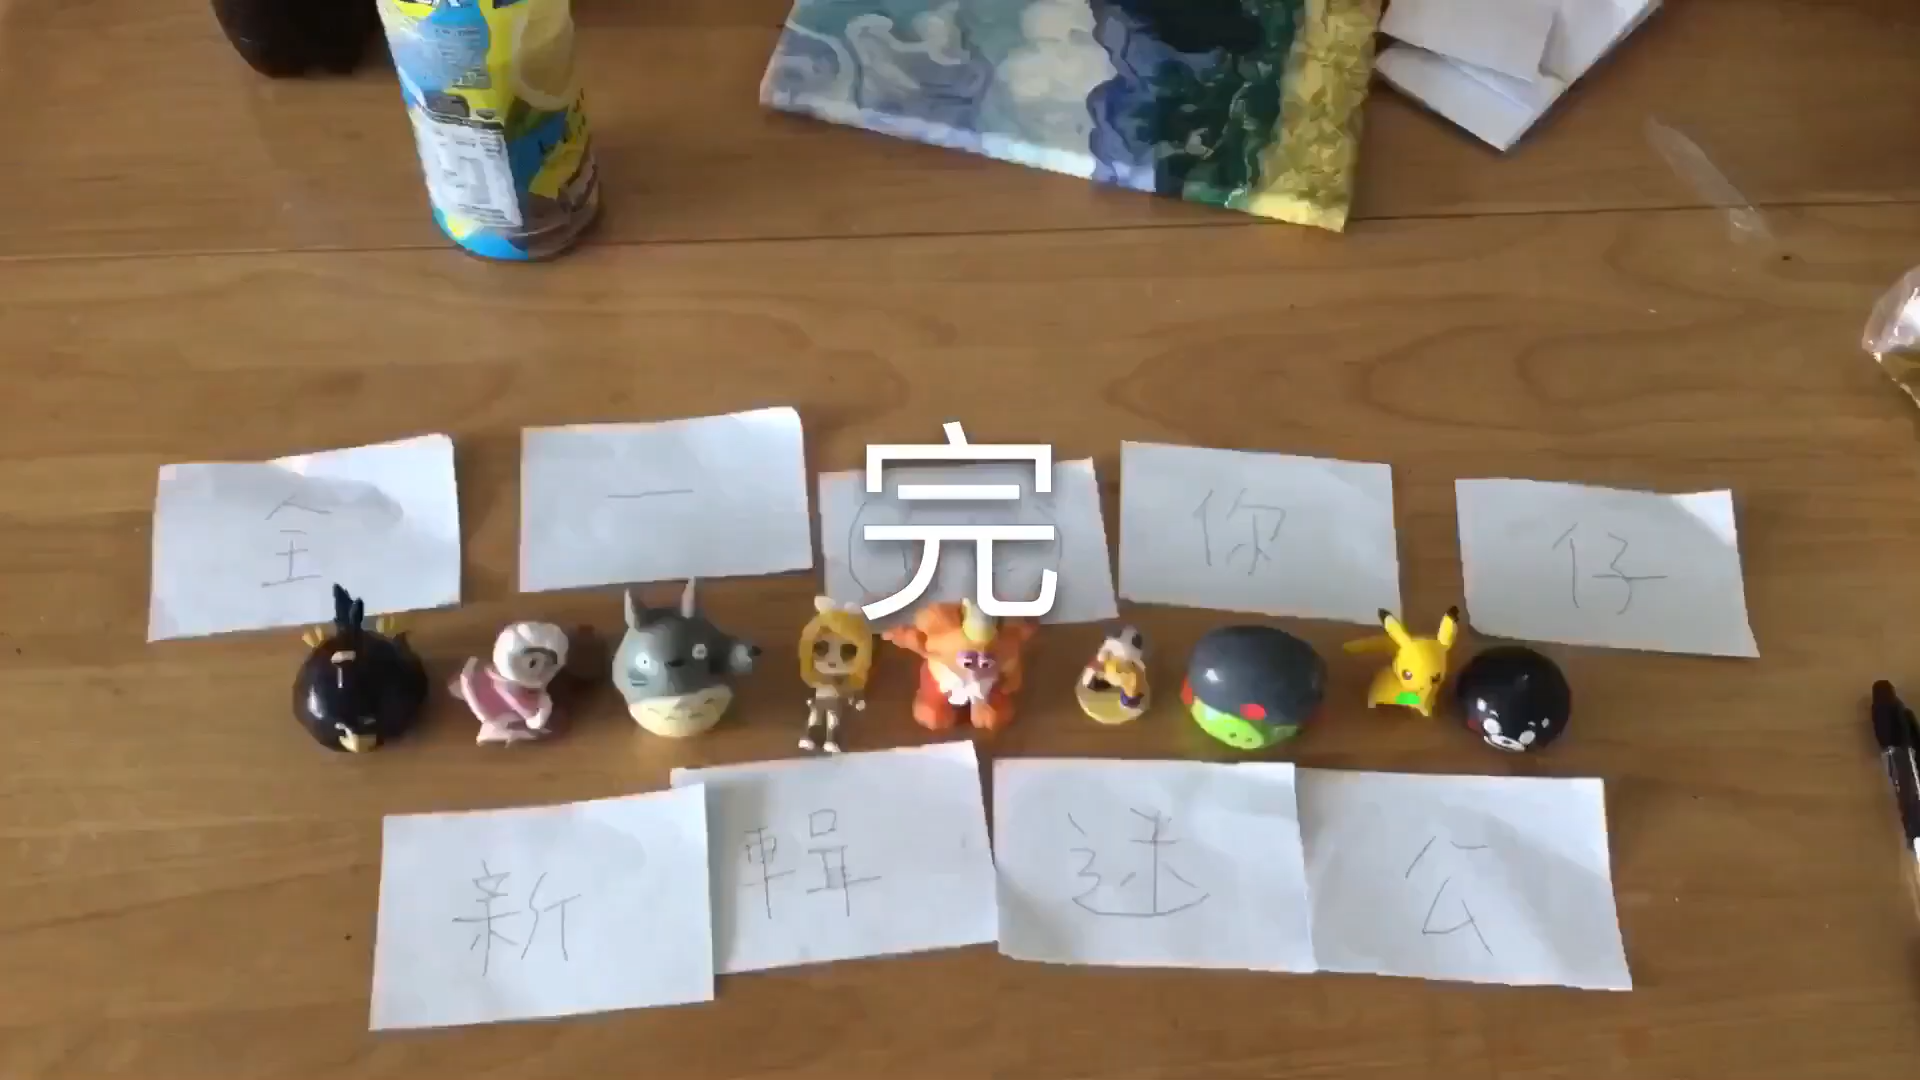 全 一 你 仔
完
新 輯 迷 公